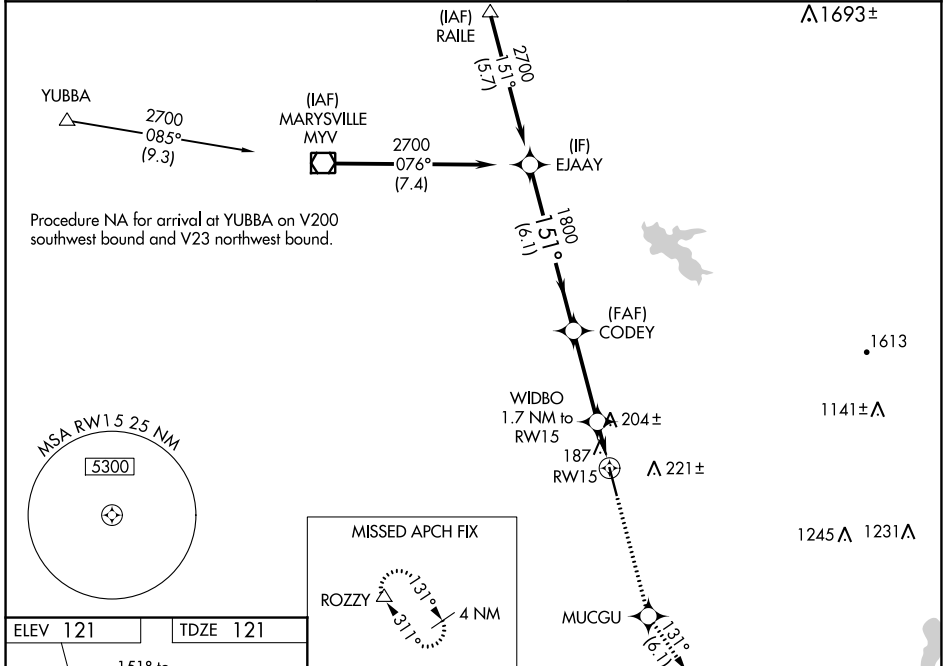 (IAF)
RAILE
1693±
2700
151°
(5.7)
YUBBA
2700
085°
(9.3)
(IAF)
MARYSVILLE
MYV
2700
076°
(7.4)
(IF)
EJAAY
Procedure NA for arrival at YUBBA on V200
southwest bound and V23 northwest bound.
1800
151°
(6.1)
(FAF)
CODEY
1613
WIDBO
1.7 NM to
RW15
204±
1141±
187
RW15
221±
MSA RW15 25 NM
5300
1245
1231
MISSED APCH FIX
ROZZY
131°
311°
4 NM
MUCGU
131°
(6.1)
ELEV 121
TDZE 121
151° to